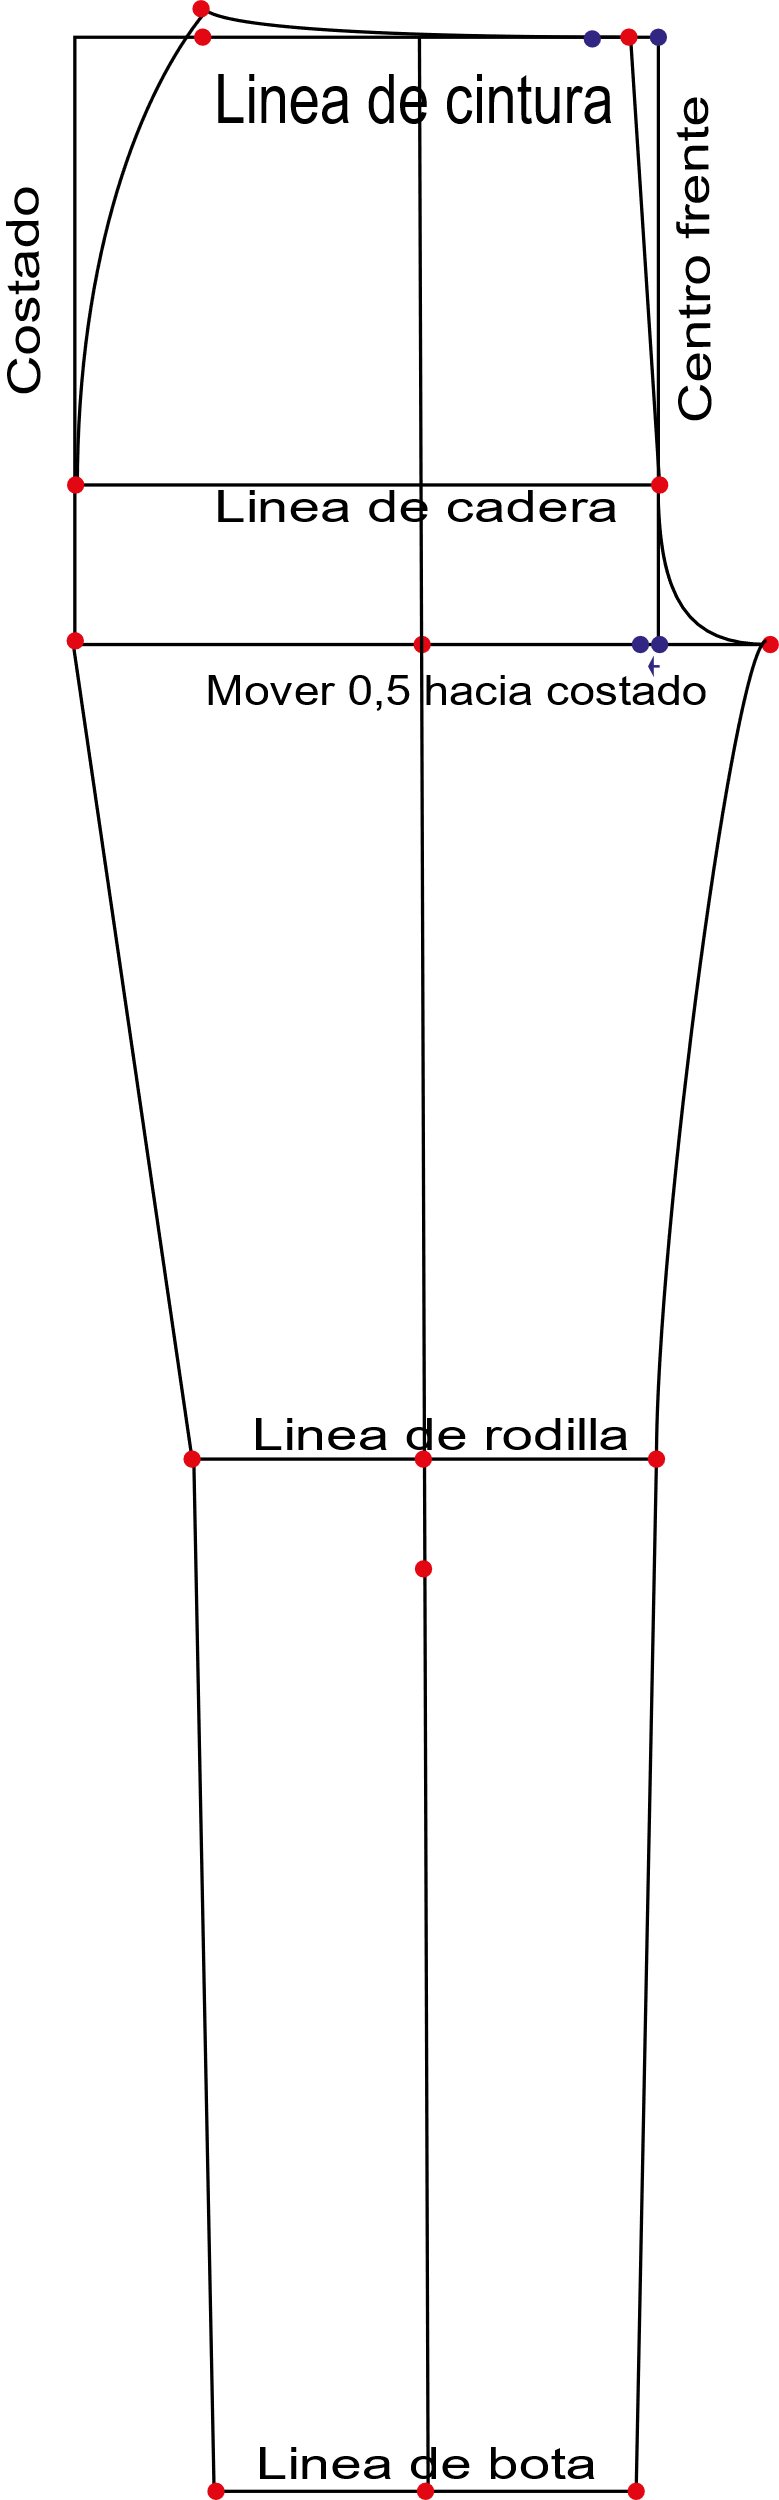 Linea de cintura
Costado
Centro frente
Linea de cadera
Mover 0,5 hacia costado
Linea de rodilla
Linea de bota